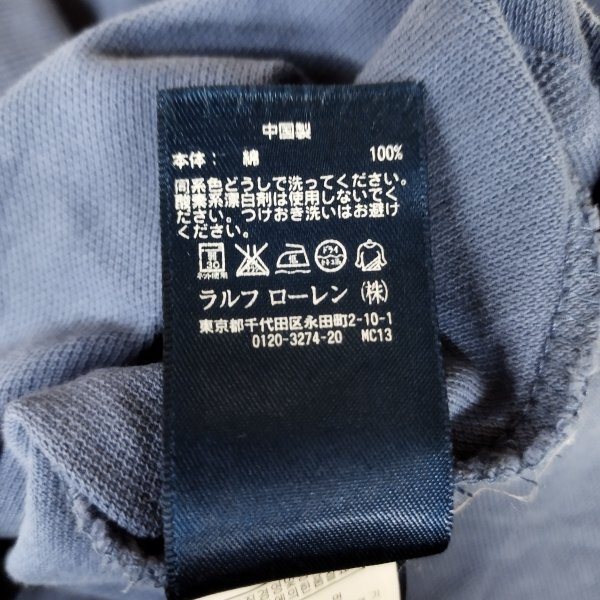 中国製
本体: 綿 100%
同系色どうしで洗ってください。
酸素系漂白剤は使用しないでく
ださい。つけおき洗いはお避け
ください。
ネット使用
ラルフ ローレン (株)
東京都千代田区永田町2-10-1
0120-3274-20 MC13